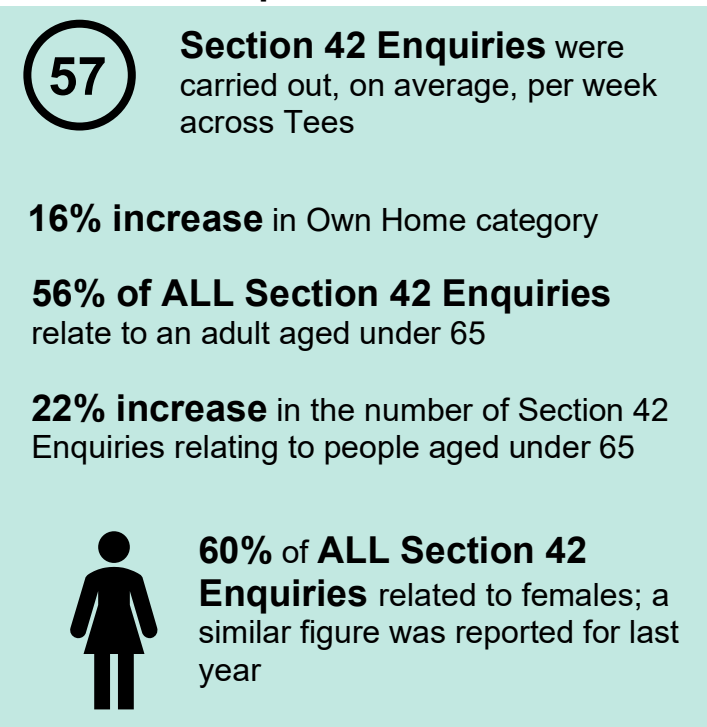 57
Section 42 Enquiries were
carried out, on average, per week
across Tees
16% increase in Own Home category
56% of ALL Section 42 Enquiries
relate to an adult aged under 65
22% increase in the number of Section 42
Enquiries relating to people aged under 65
60% of ALL Section 42
Enquiries related to females; a
similar figure was reported for last
year